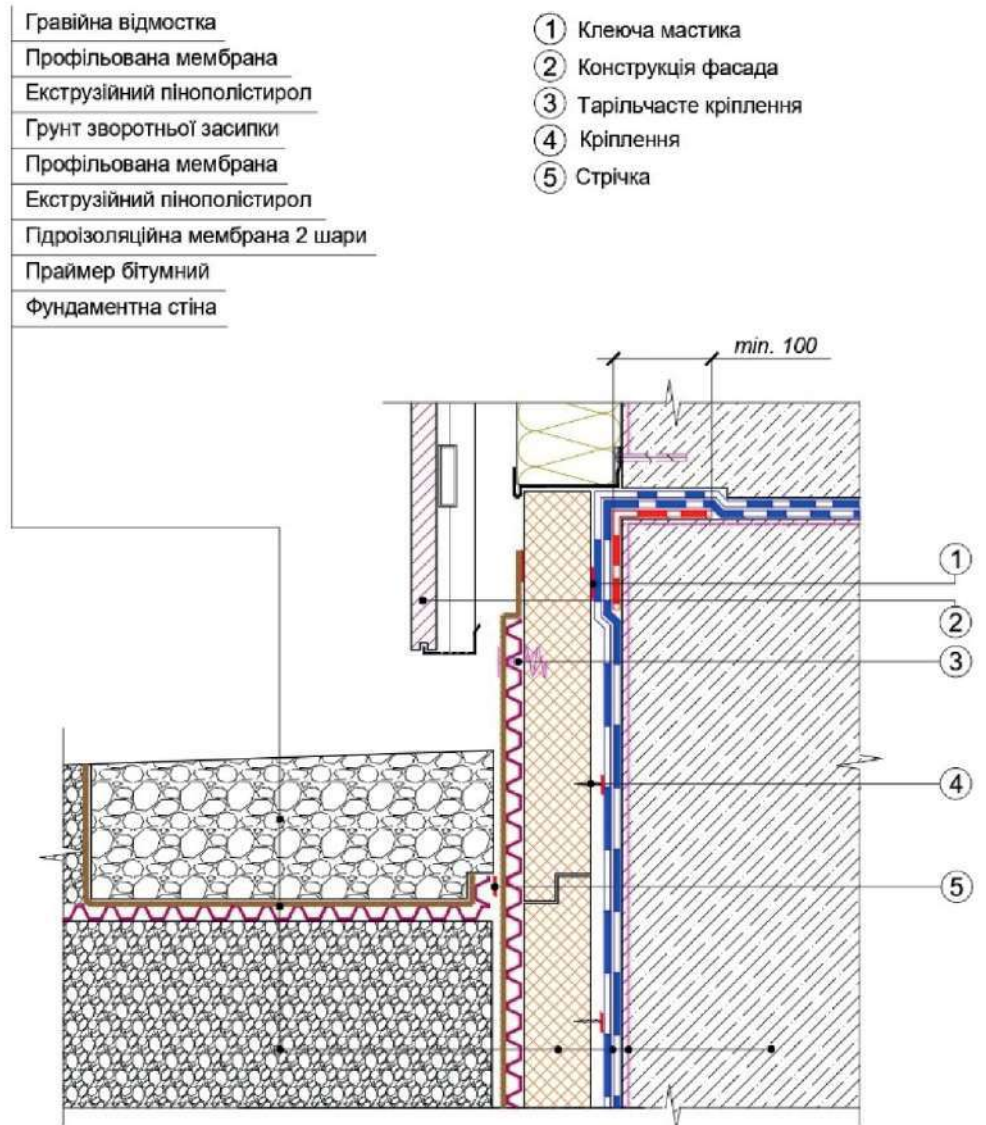 Гравійна відмостка
Профільована мембрана
Екструзійний пінополістирол
Грунт зворотньої засипки
Профільована мембрана
Екструзійний пінополістирол
Гідроізоляційна мембрана 2 шари
Праймер бітумний
Фундаментна стіна
1 Клеюча мастика
2 Конструкція фасада
3 Тарільчасте кріплення
4 Кріплення
5 Стрічка
min. 100
1
2
3
4
5